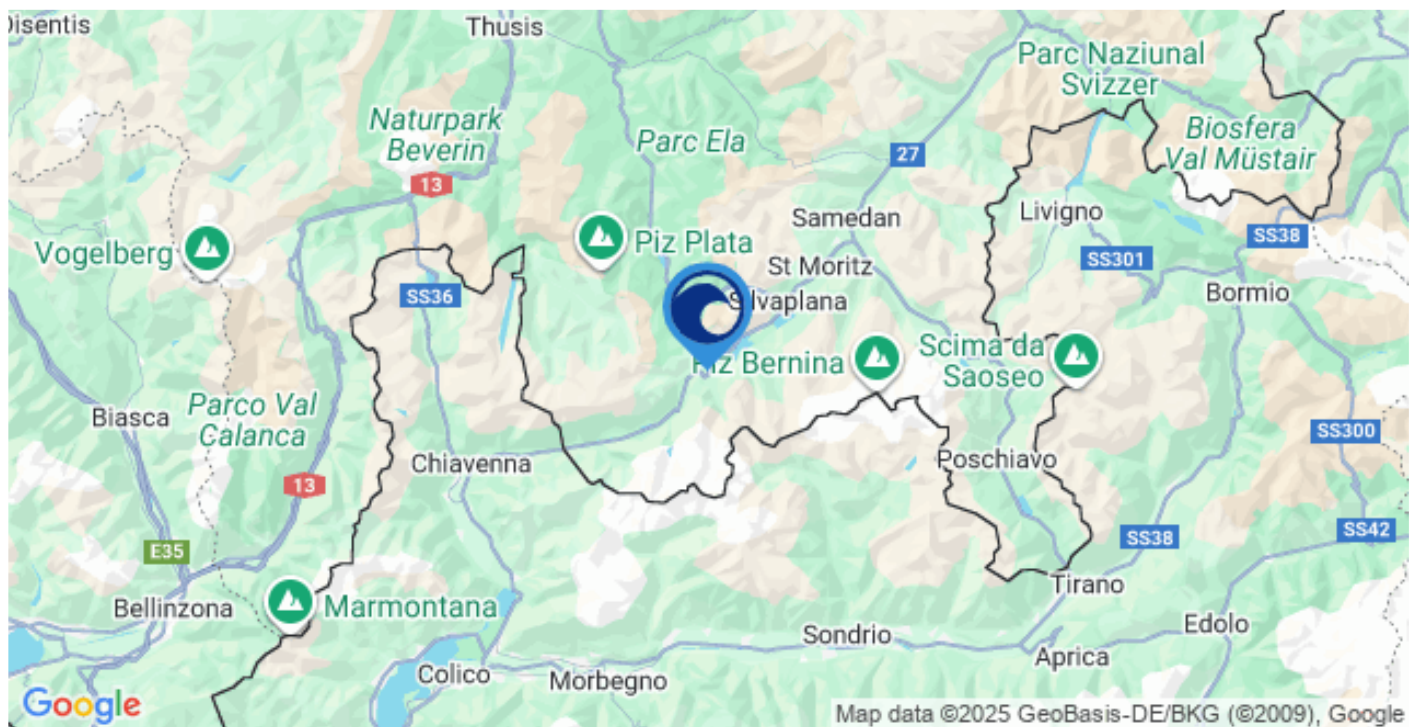 Disentis
Thusis
Parc Naziunal
Svizzer
Naturpark
Beverin
Parc Ela
Biosfera
Val Müstair
27
13
Samedan
Livigno
Vogelberg
Piz Plata
SS38
St Moritz
SS301
SS36
Silvaplana
Bormio
Piz Bernina
Scima da
Saoseo
Biasca
Parco Val
Calanca
SS300
Chiavenna
Poschiavo
13
SS42
SS38
E35
Tirano
Bellinzona
Marmontana
Sondrio
Edolo
Aprica
Colico
Morbegno
Google
Map data ©2025 GeoBasis-DE/BKG (©2009), Google